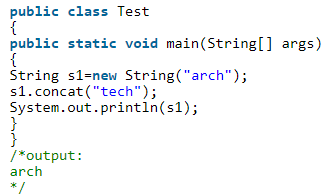 public class Test
{
public static void main(String[] args)
{
String s1=new String("arch");
s1.concat("tech");
System.out.println(s1);
}
}
/*output:
arch
*/